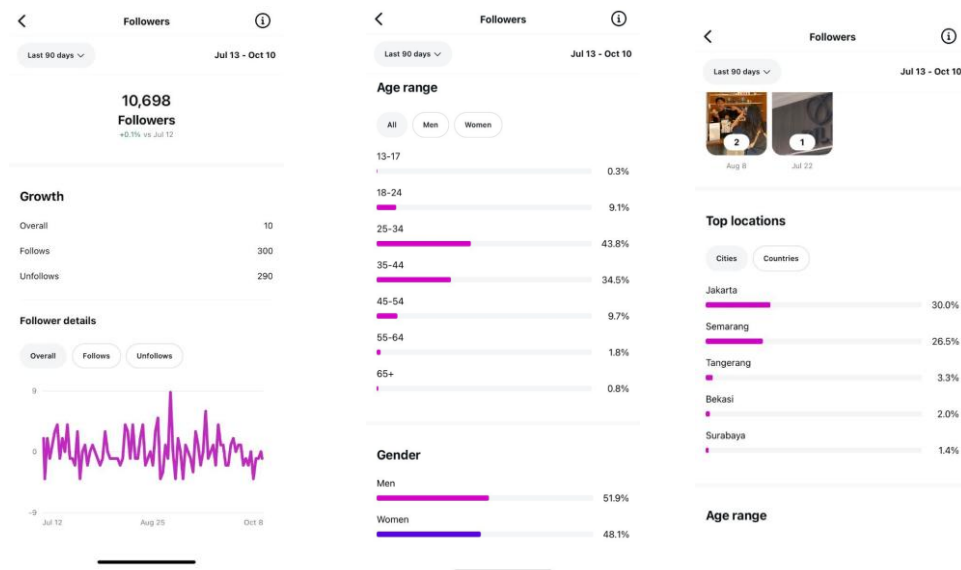 Followers
Last 90 days
Jul 13 - Oct 10
10,698
Followers
+0.1% vs Jul 12
Growth
Overall 10
Follows 300
Unfollows 290
Follower details
Overall Follows Unfollows
9
0
-9
Jul 12 Aug 25 Oct 8
Followers
Last 90 days
Jul 13 - Oct 10
Age range
All Men Women
13-17
0.3%
18-24
9.1%
25-34
43.8%
35-44
34.5%
45-54
9.7%
55-64
1.8%
65+
0.8%
Gender
Men
51.9%
Women
48.1%
Followers
Last 90 days
Jul 13 - Oct 10
2 1
Aug 8 Jul 22
Top locations
Cities Countries
Jakarta
30.0%
Semarang
26.5%
Tangerang
3.3%
Bekasi
2.0%
Surabaya
1.4%
Age range